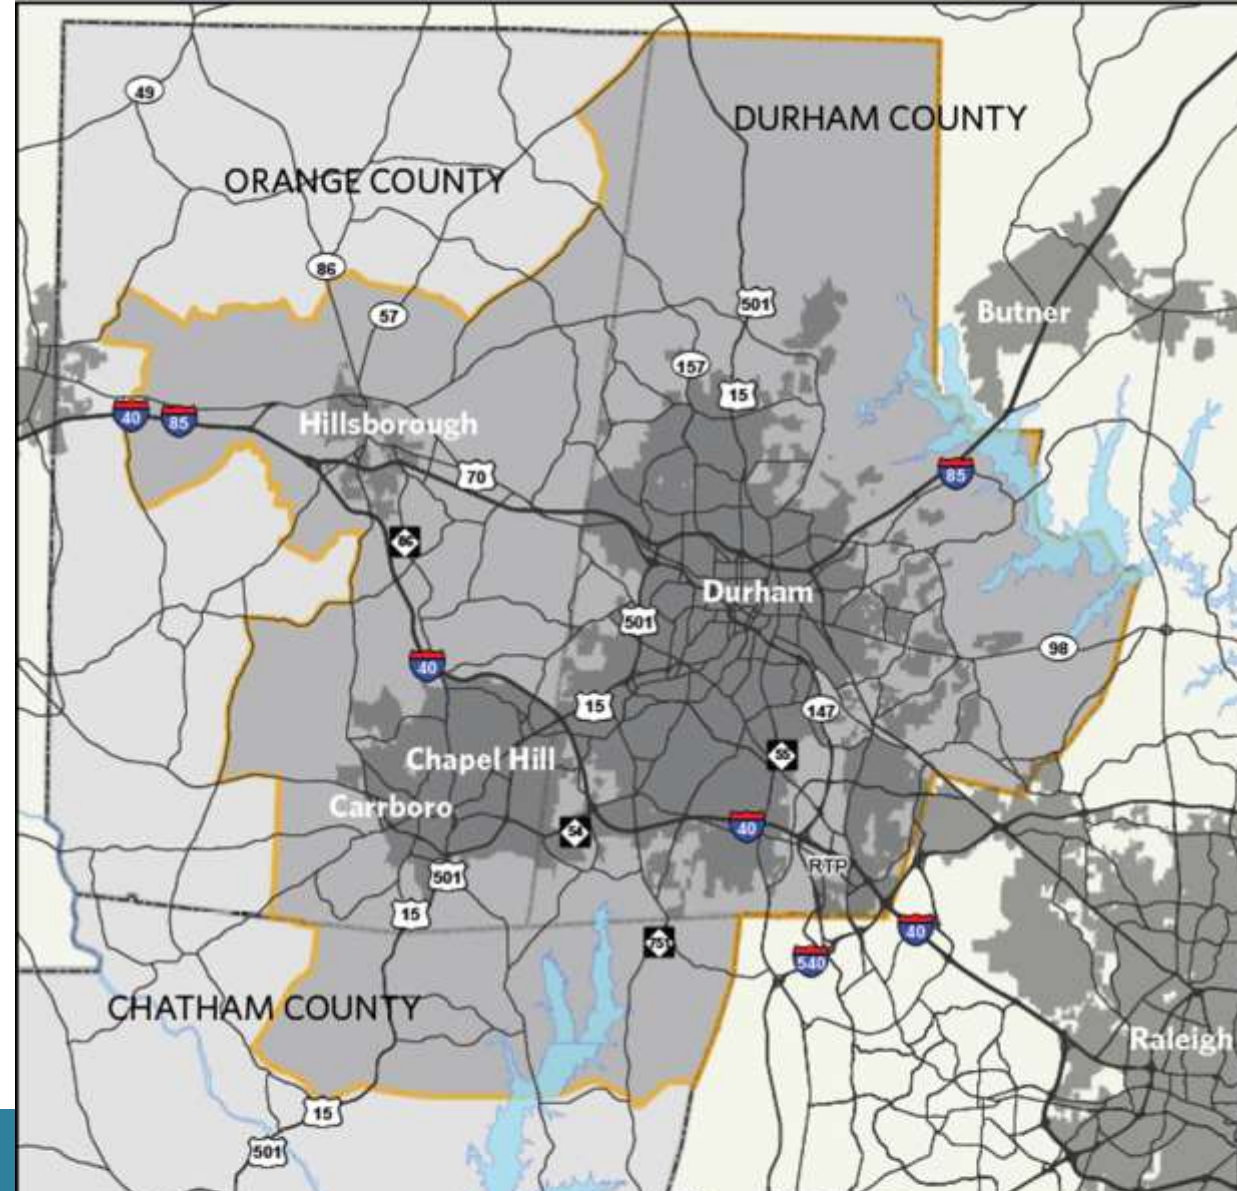 49
DURHAM COUNTY
ORANGE COUNTY
86
57
501
Butner
157
15
40
85
Hillsborough
70
85
86
Durham
501
98
40
15
147
55
Chapel Hill
Carrboro
40
54
RTP
501
15
751
40
540
CHATHAM COUNTY
Raleigh
15
501